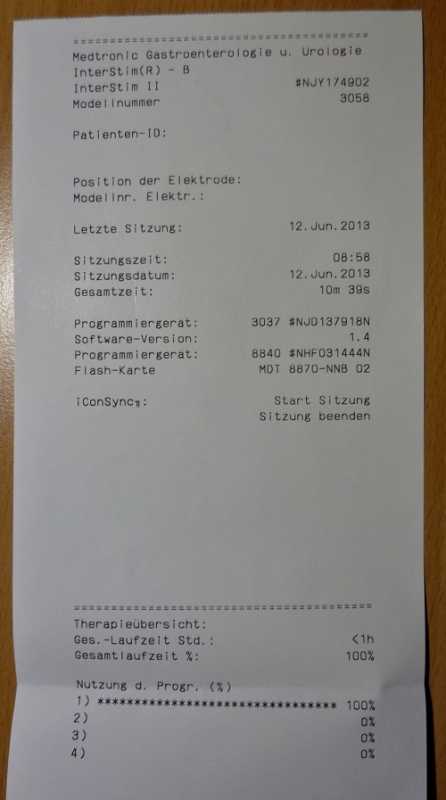 ========================================
Medtronic Gastroenterologie u. Urologie
InterStim(R) - B
InterStim II #NJY174902
Modellnummer 3058
Patienten-ID:
Position der Elektrode:
Modellnr. Elektr.:
Letzte Sitzung: 12.Jun.2013
Sitzungszeit: 08:58
Sitzungsdatum: 12.Jun.2013
Gesamtzeit: 10m 39s
Programmiergerat: 3037 #NJD137918N
Software-Version: 1.4
Programmiergerat: 8840 #NHF031444N
Flash-Karte MDT 8870-NNB 02
iConSync: Start Sitzung
Sitzung beenden
========================================
Therapieübersicht:
Ges.-Laufzeit Std.: <1h
Gesamtlaufzeit %: 100%
Nutzung d. Progr. (%)
1) ******************************** 100%
2) 0%
3) 0%
4) 0%